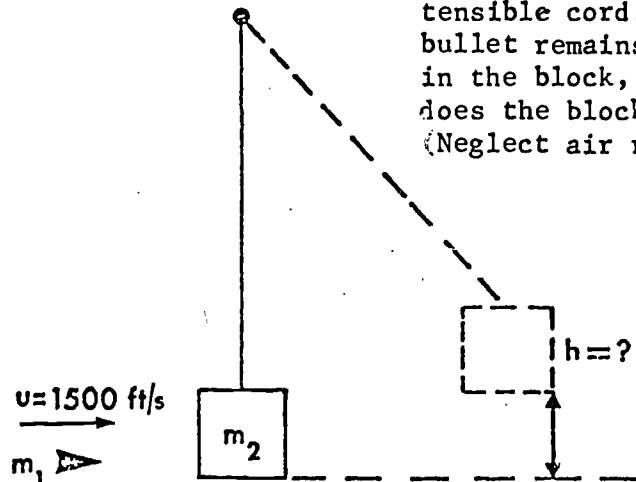 tensible cord.
bullet remains
in the block,
does the block
(Neglect air
h=?
υ=1500 ft/s
m₂
m₁